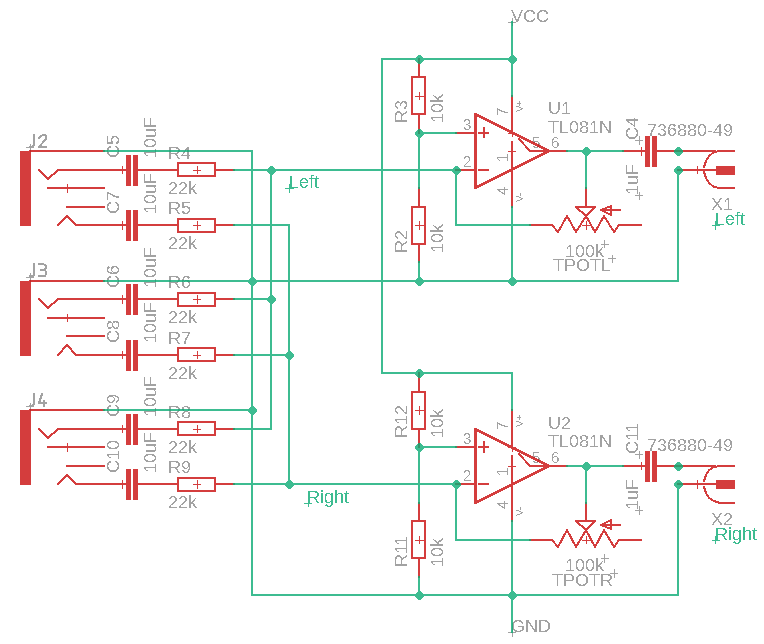 VCC
R3
10k
7
3
2
6
5
1
4
U1
TL081N
C4
1uF
736880-49
X1
Left
R2
10k
100k
TPOTL
J2
C5
10uF
R4
22k
C7
10uF
R5
22k
Left
J3
C6
10uF
R6
22k
C8
10uF
R7
22k
J4
C9
10uF
R8
22k
C10
10uF
R9
22k
Right
R12
10k
7
3
2
6
5
1
4
U2
TL081N
C11
1uF
736880-49
X2
Right
R11
10k
100k
TPOTR
GND